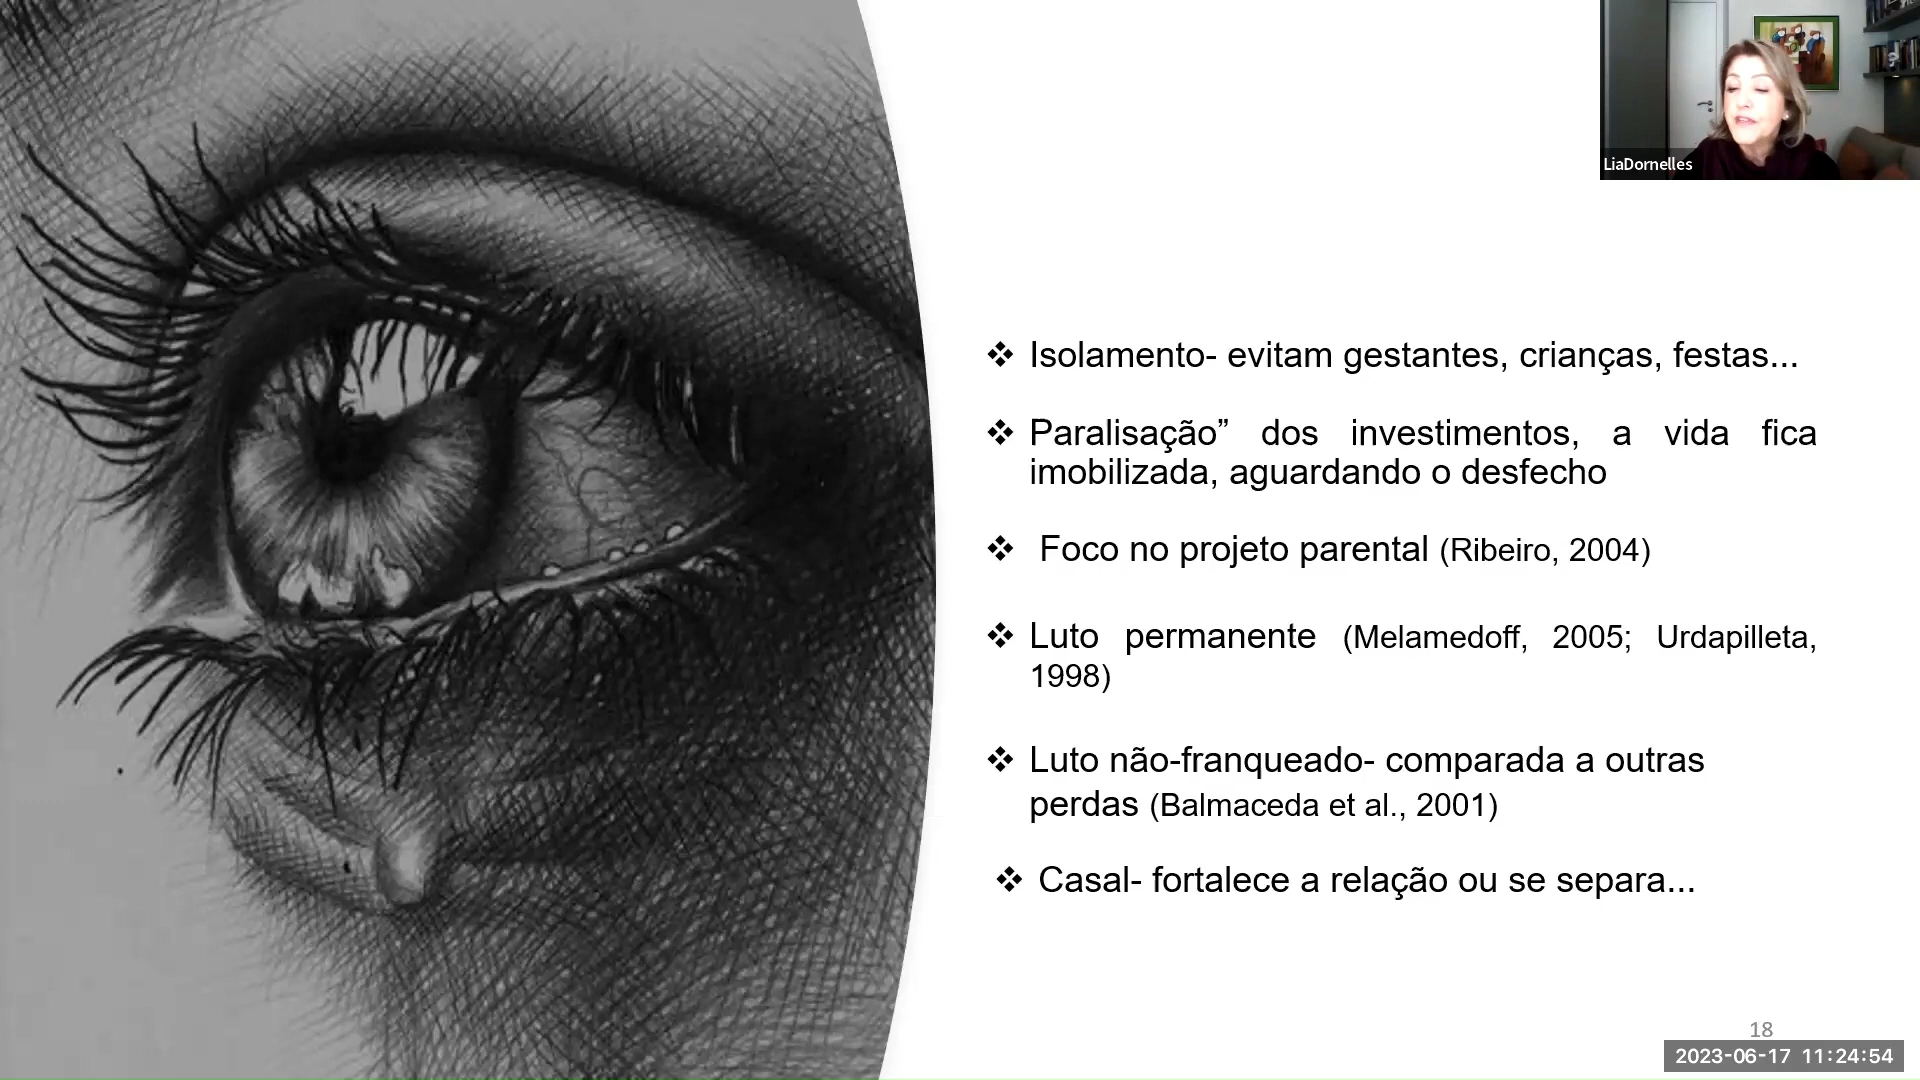 LiaDornelles
❖ Isolamento- evitam gestantes, crianças, festas...
❖ Paralisação” dos investimentos, a vida fica
imobilizada, aguardando o desfecho
❖ Foco no projeto parental (Ribeiro, 2004)
❖ Luto permanente (Melamedoff, 2005; Urdapilleta,
1998)
❖ Luto não-franqueado- comparada a outras
perdas (Balmaceda et al., 2001)
❖ Casal- fortalece a relação ou se separa...
18
2023-06-17 11:24:54